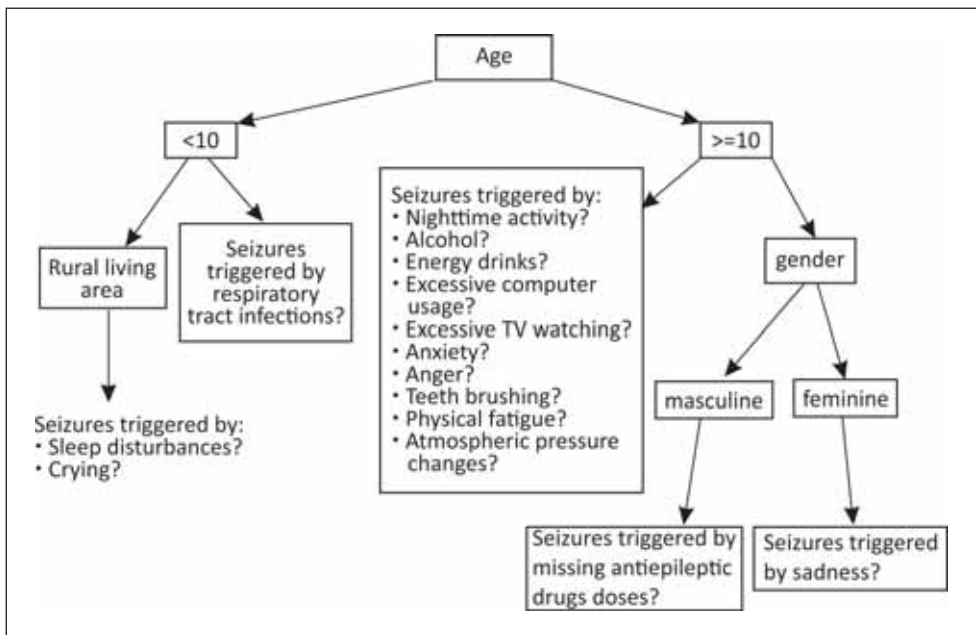 Age
<10
>=10
Rural living
area
Seizures
triggered by
respiratory
tract infections?
Seizures triggered by:
• Sleep disturbances?
• Crying?
Seizures triggered by:
• Nighttime activity?
• Alcohol?
• Energy drinks?
• Excessive computer
usage?
• Excessive TV watching?
• Anxiety?
• Anger?
• Teeth brushing?
• Physical fatigue?
• Atmospheric pressure
changes?
gender
masculine
feminine
Seizures triggered by
missing antiepileptic
drugs doses?
Seizures triggered
by sadness?